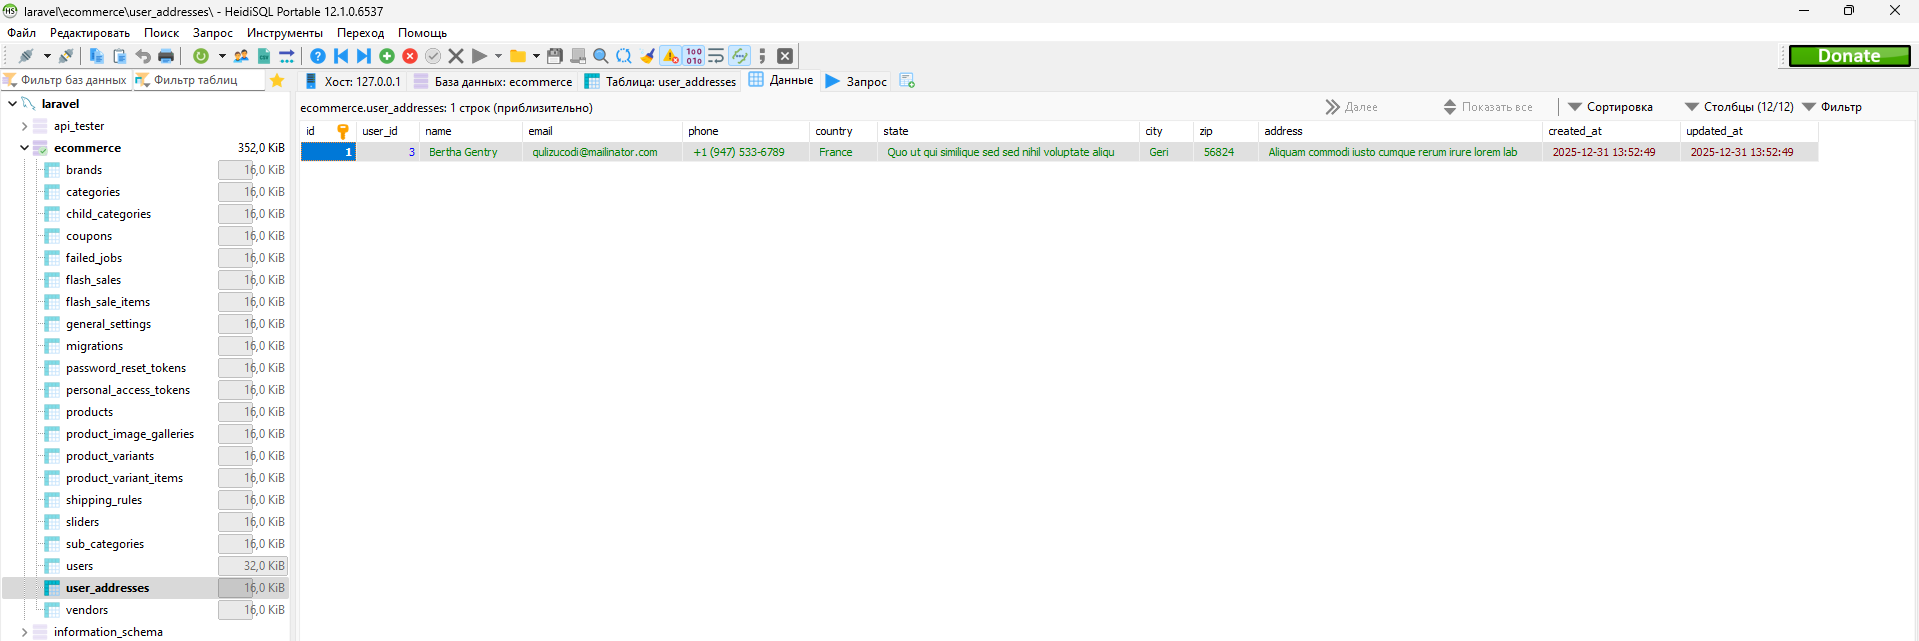 laravel\ecommerce\user_addresses\ - HeidiSQL Portable 12.1.0.6537
Файл Редактировать Поиск Запрос Инструменты Переход Помощь
Donate
Фильтр баз данных Фильтр таблиц
Хост: 127.0.0.1 База данных: ecommerce Таблица: user_addresses Данные Запрос
ecommerce.user_addresses: 1 строк (приблизительно) Далее Показать все Сортировка Столбцы (12/12) Фильтр
id user_id name email phone country state city zip address created_at updated_at
1 3 Bertha Gentry qulizucodi@mailinator.com +1 (947) 533-6789 France Quo ut qui similique sed sed nihil voluptate aliqu Geri 56824 Aliquam commodi iusto cumque rerum irure lorem lab 2025-12-31 13:52:49 2025-12-31 13:52:49
laravel
api_tester
ecommerce 352,0 KiB
brands 16,0 KiB
categories 16,0 KiB
child_categories 16,0 KiB
coupons 16,0 KiB
failed_jobs 16,0 KiB
flash_sales 16,0 KiB
flash_sale_items 16,0 KiB
general_settings 16,0 KiB
migrations 16,0 KiB
password_reset_tokens 16,0 KiB
personal_access_tokens 16,0 KiB
products 16,0 KiB
product_image_galleries 16,0 KiB
product_variants 16,0 KiB
product_variant_items 16,0 KiB
shipping_rules 16,0 KiB
sliders 16,0 KiB
sub_categories 16,0 KiB
users 32,0 KiB
user_addresses 16,0 KiB
vendors 16,0 KiB
information_schema